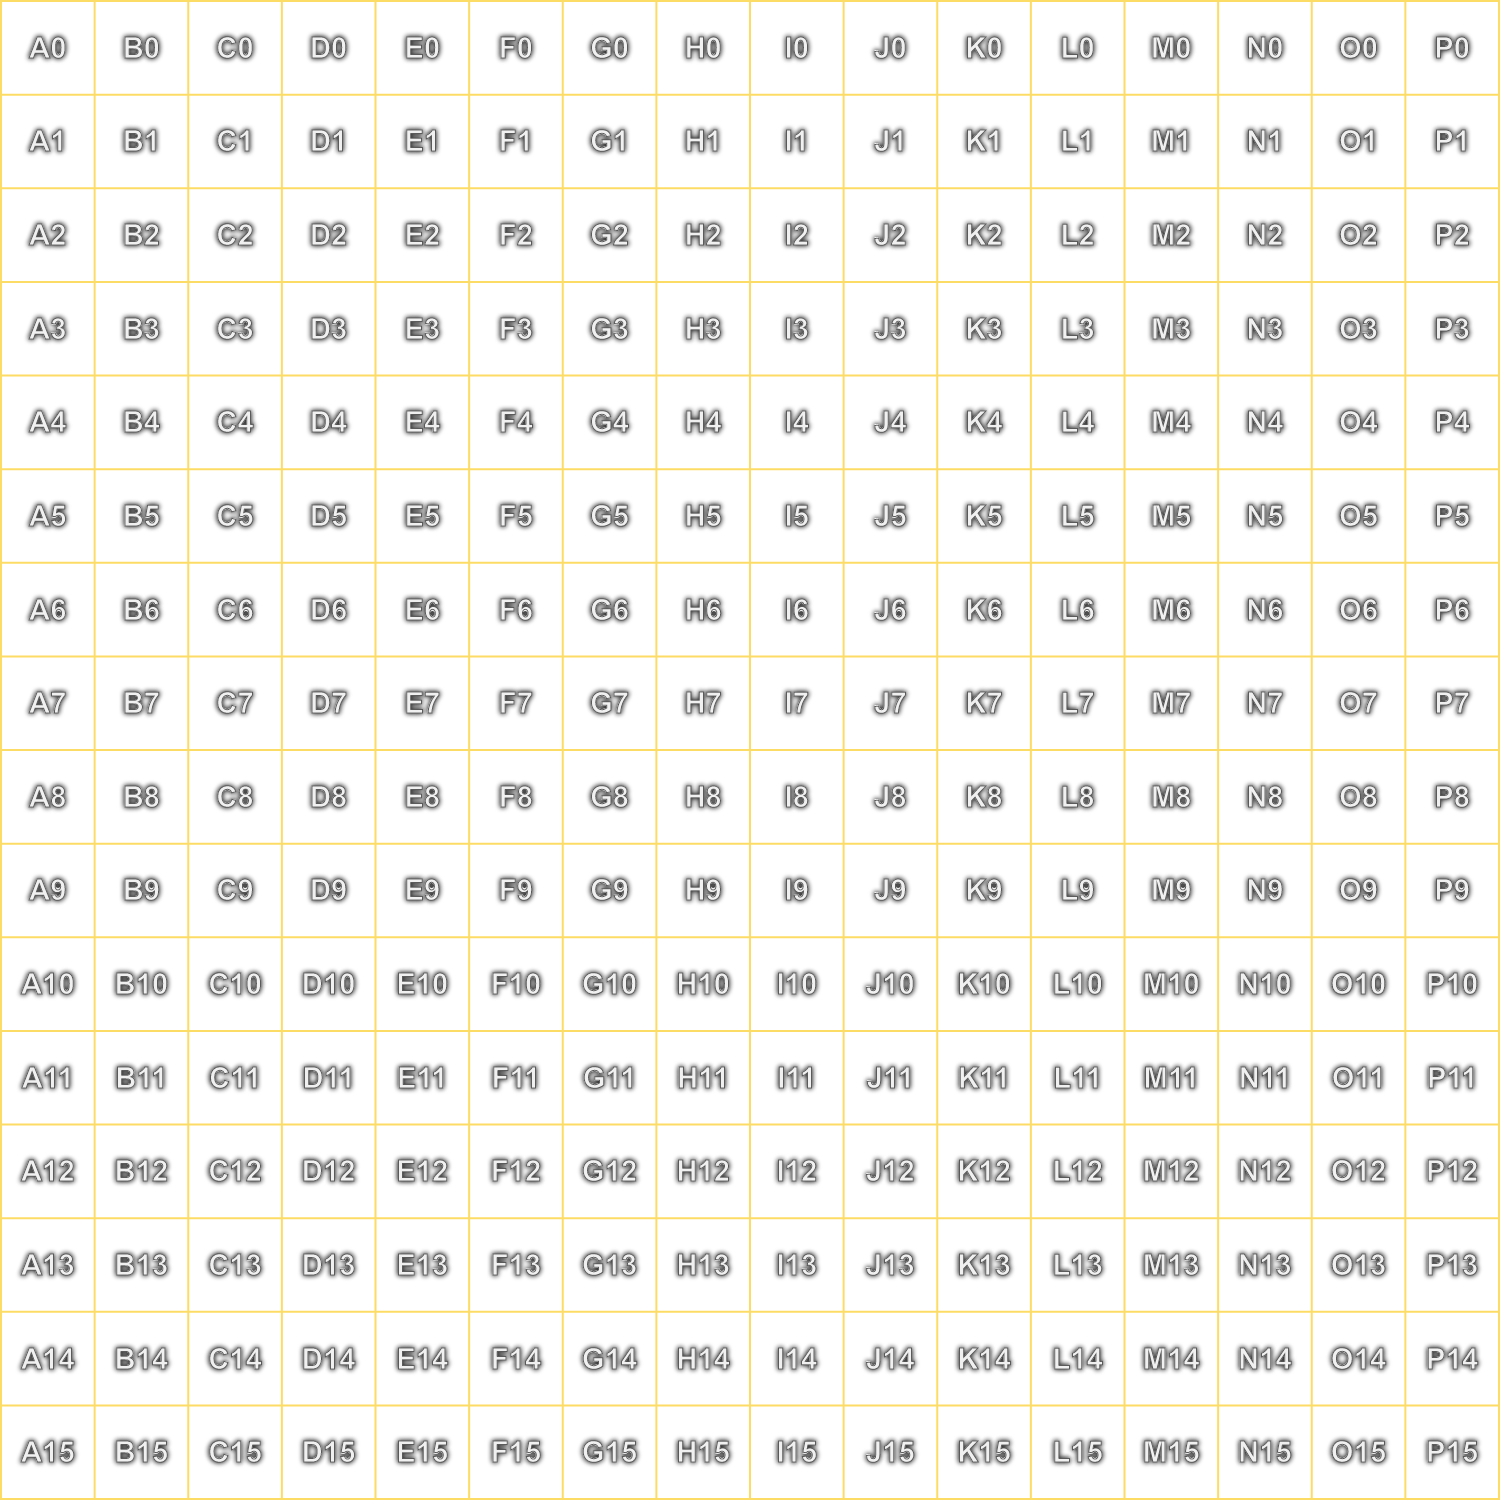 A0 B0 C0 D0 E0 F0 G0 H0 I0 J0 K0 L0 M0 N0 O0 P0
A1 B1 C1 D1 E1 F1 G1 H1 I1 J1 K1 L1 M1 N1 O1 P1
A2 B2 C2 D2 E2 F2 G2 H2 I2 J2 K2 L2 M2 N2 O2 P2
A3 B3 C3 D3 E3 F3 G3 H3 I3 J3 K3 L3 M3 N3 O3 P3
A4 B4 C4 D4 E4 F4 G4 H4 I4 J4 K4 L4 M4 N4 O4 P4
A5 B5 C5 D5 E5 F5 G5 H5 I5 J5 K5 L5 M5 N5 O5 P5
A6 B6 C6 D6 E6 F6 G6 H6 I6 J6 K6 L6 M6 N6 O6 P6
A7 B7 C7 D7 E7 F7 G7 H7 I7 J7 K7 L7 M7 N7 O7 P7
A8 B8 C8 D8 E8 F8 G8 H8 I8 J8 K8 L8 M8 N8 O8 P8
A9 B9 C9 D9 E9 F9 G9 H9 I9 J9 K9 L9 M9 N9 O9 P9
A10 B10 C10 D10 E10 F10 G10 H10 I10 J10 K10 L10 M10 N10 O10 P10
A11 B11 C11 D11 E11 F11 G11 H11 I11 J11 K11 L11 M11 N11 O11 P11
A12 B12 C12 D12 E12 F12 G12 H12 I12 J12 K12 L12 M12 N12 O12 P12
A13 B13 C13 D13 E13 F13 G13 H13 I13 J13 K13 L13 M13 N13 O13 P13
A14 B14 C14 D14 E14 F14 G14 H14 I14 J14 K14 L14 M14 N14 O14 P14
A15 B15 C15 D15 E15 F15 G15 H15 I15 J15 K15 L15 M15 N15 O15 P15